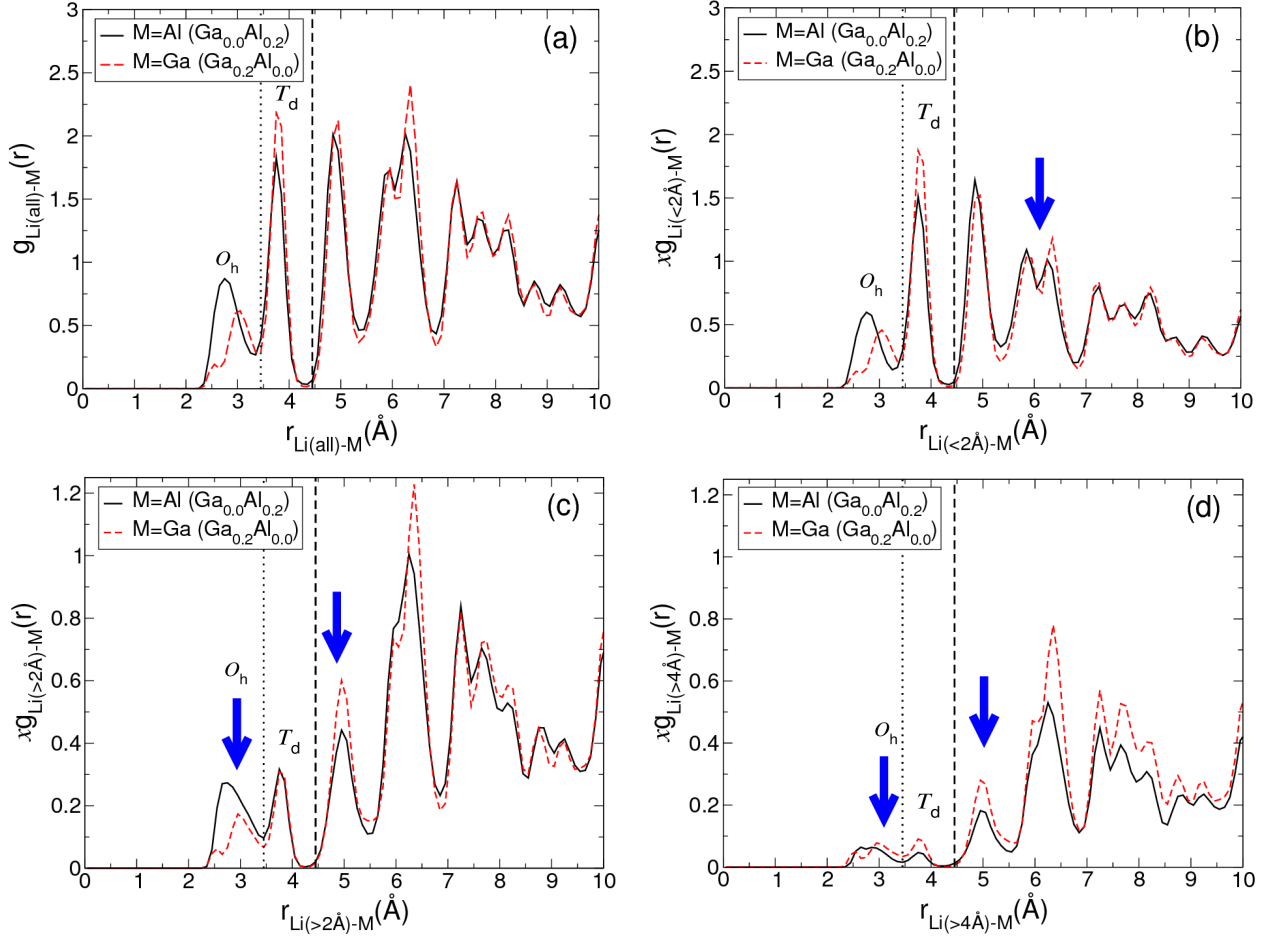 (a)
M=Al (Ga0.0Al0.2)
M=Ga (Ga0.2Al0.0)
Oh
Td
gLi(all)-M(r)
3
2.5
2
1.5
1
0.5
0
0 1 2 3 4 5 6 7 8 9 10
rLi(all)-M(Å)
(b)
M=Al (Ga0.0Al0.2)
M=Ga (Ga0.2Al0.0)
Td
Oh
xgLi(<2Å)-M(r)
3
2.5
2
1.5
1
0.5
0
0 1 2 3 4 5 6 7 8 9 10
rLi(<2Å)-M(Å)
(c)
M=Al (Ga0.0Al0.2)
M=Ga (Ga0.2Al0.0)
Oh
Td
xgLi(>2Å)-M(r)
1.2
1
0.8
0.6
0.4
0.2
0
0 1 2 3 4 5 6 7 8 9 10
rLi(>2Å)-M(Å)
(d)
M=Al (Ga0.0Al0.2)
M=Ga (Ga0.2Al0.0)
Oh
Td
xgLi(>4Å)-M(r)
1.2
1
0.8
0.6
0.4
0.2
0
0 1 2 3 4 5 6 7 8 9 10
rLi(>4Å)-M(Å)